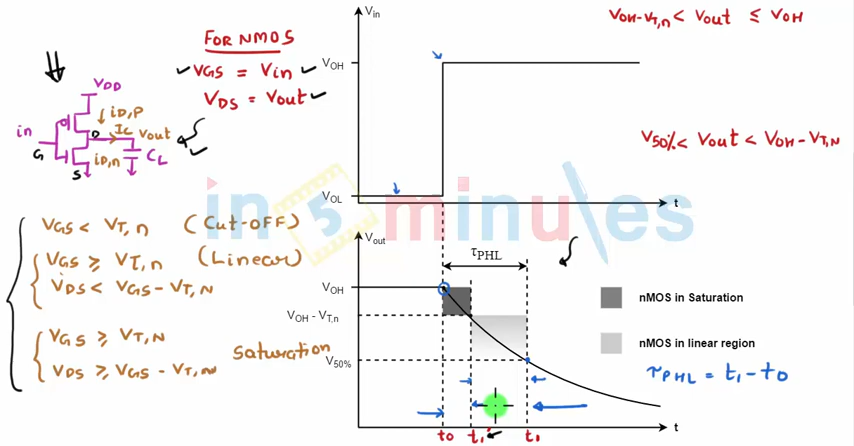 FOR NMOS
VGS = Vin
VDS = Vout
VDD
iD,P
in
D
IC
Vout
G
iD,n
S
CL
VGS < VT,n (Cut-OFF)
VGS ≥ VT,n (Linear)
VDS < VGS - VT,N
VGS ≥ VT,N
Saturation
VDS ≥ VGS - VT,N
Vin
VOH
VOL
t
VOH-VT,n < Vout ≤ VOH
V50% < Vout < VOH - VT,N
in 5 minutes
Vout
τPHL
VOH
VOH – VT,n
V50%
t
t0
t1'
t1
nMOS in Saturation
nMOS in linear region
τPHL = t1 - t0